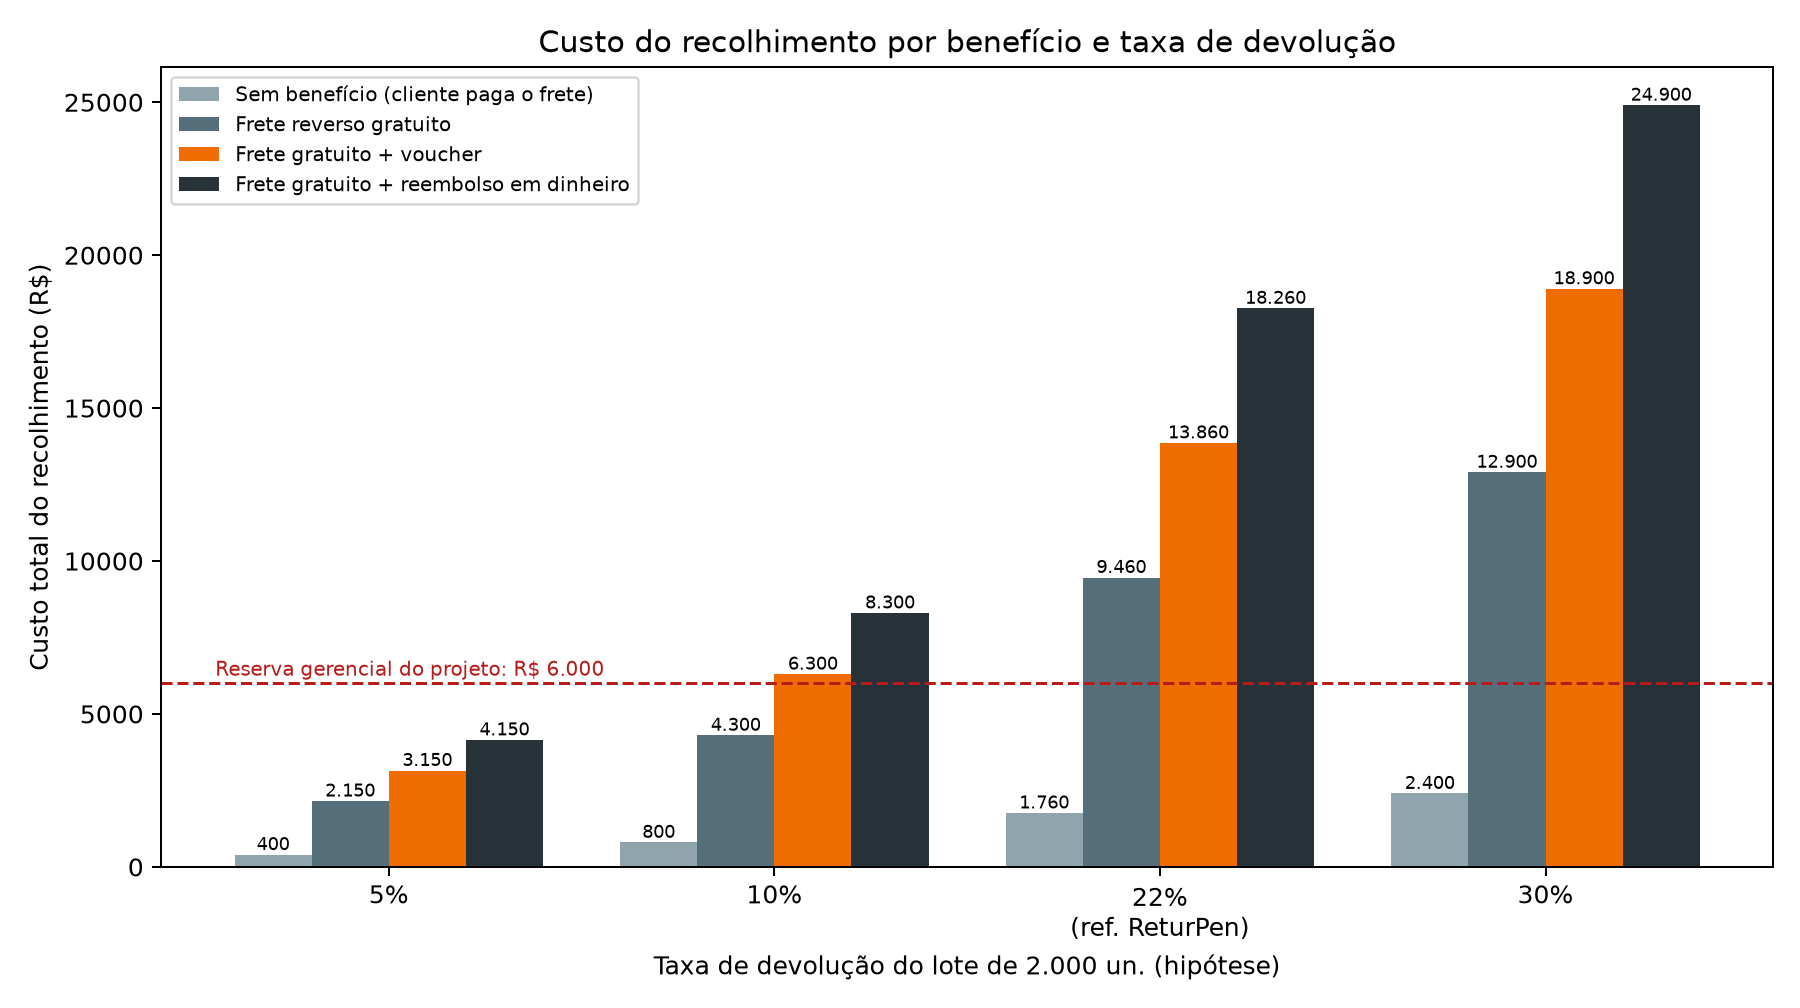 Custo do recolhimento por benefício e taxa de devolução
Sem benefício (cliente paga o frete)
Frete reverso gratuito
Frete gratuito + voucher
Frete gratuito + reembolso em dinheiro
Custo total do recolhimento (R$)
25000
20000
15000
10000
5000
0
Reserva gerencial do projeto: R$ 6.000
400
2.150
3.150
4.150
800
4.300
6.300
8.300
1.760
9.460
13.860
18.260
2.400
12.900
18.900
24.900
5%
10%
22%
(ref. ReturPen)
30%
Taxa de devolução do lote de 2.000 un. (hipótese)